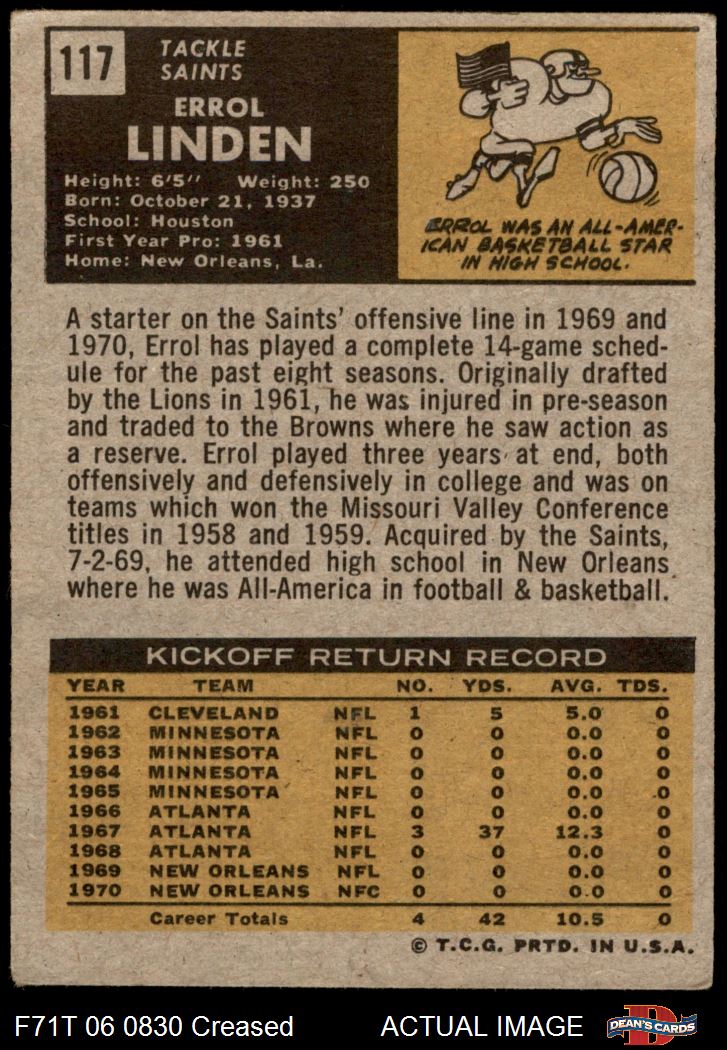 117
TACKLE
SAINTS
ERROL
LINDEN
Height: 6'5" Weight: 250
Born: October 21, 1937
School: Houston
First Year Pro: 1961
Home: New Orleans, La.
ERROL WAS AN ALL-AMER-
ICAN BASKETBALL STAR
IN HIGH SCHOOL.
A starter on the Saints' offensive line in 1969 and
1970, Errol has played a complete 14-game sched-
ule for the past eight seasons. Originally drafted
by the Lions in 1961, he was injured in pre-season
and traded to the Browns where he saw action as
a reserve. Errol played three years at end, both
offensively and defensively in college and was on
teams which won the Missouri Valley Conference
titles in 1958 and 1959. Acquired by the Saints,
7-2-69, he attended high school in New Orleans
where he was All-America in football & basketball.
KICKOFF RETURN RECORD
YEAR TEAM NO. YDS. AVG. TDS.
1961 CLEVELAND NFL 1 5 5.0 0
1962 MINNESOTA NFL 0 0 0.0 0
1963 MINNESOTA NFL 0 0 0.0 0
1964 MINNESOTA NFL 0 0 0.0 0
1965 MINNESOTA NFL 0 0 0.0 0
1966 ATLANTA NFL 0 0 0.0 0
1967 ATLANTA NFL 3 37 12.3 0
1968 ATLANTA NFL 0 0 0.0 0
1969 NEW ORLEANS NFL 0 0 0.0 0
1970 NEW ORLEANS NFC 0 0 0.0 0
Career Totals 4 42 10.5 0
© T.C.G. PRTD. IN U.S.A.
F71T 06 0830 Creased ACTUAL IMAGE
D
DEAN'S CARDS